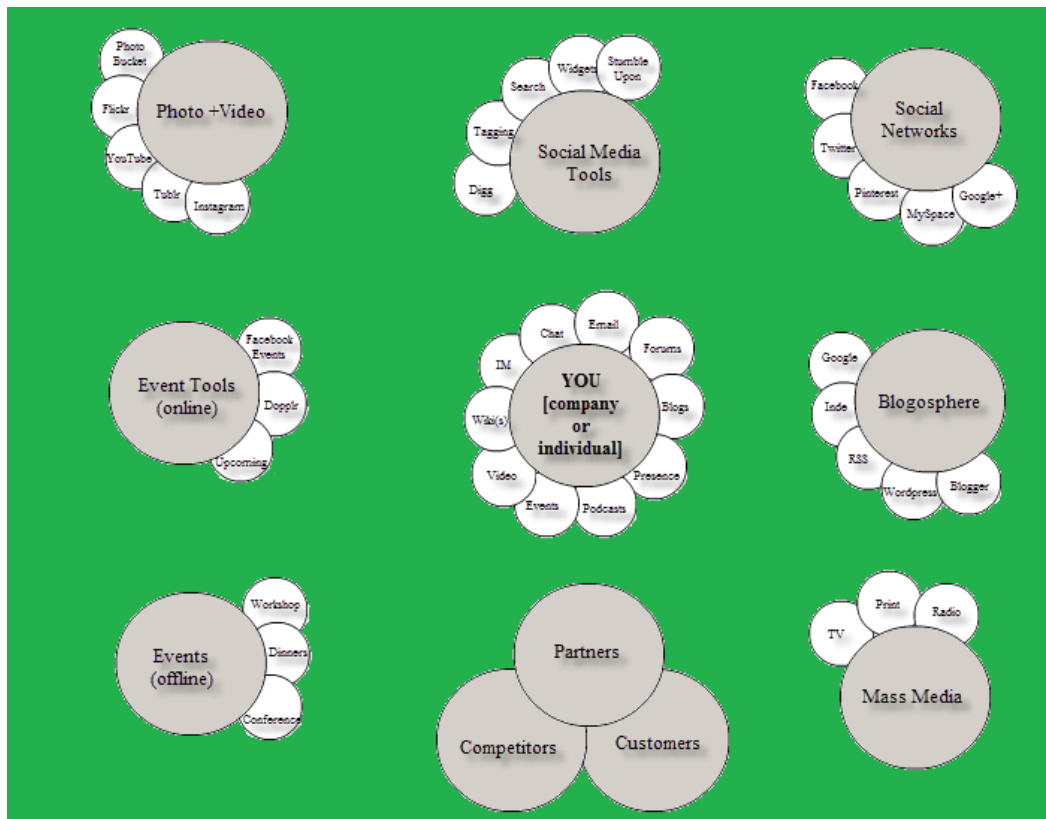 Photo
Bucket
Flickr
YouTube
Tublr
Instagram
Photo +Video
Stumble
Upon
Widgets
Search
Tagging
Digg
Social Media
Tools
Facebook
Twitter
Pinterest
MySpace
Google+
Social
Networks
Facebook
Events
Dopplr
Upcoming
Event Tools
(online)
Email
Chat
Forums
IM
Blogs
Wiki(s)
Presence
Video
Events
Podcasts
YOU
[company
or
individual]
Google
Inde
RSS
Wordpress
Blogger
Blogosphere
Workshop
Dinners
Conference
Events
(offline)
Partners
Competitors
Customers
TV
Print
Radio
Mass Media